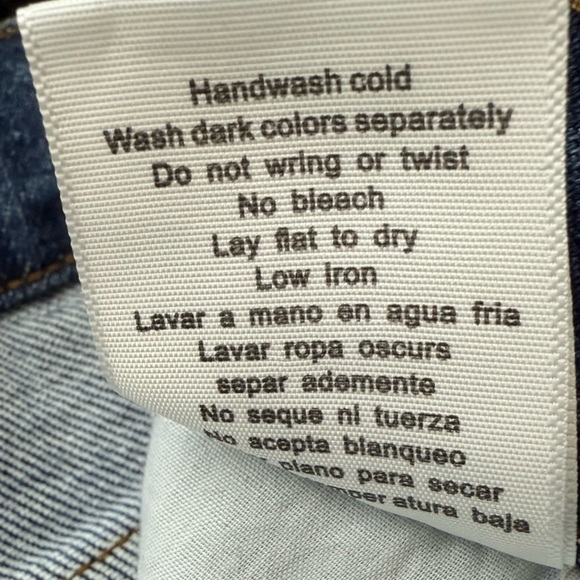 Handwash cold
Wash dark colors separately
Do not wring or twist
No bleach
Lay flat to dry
Low iron
Lavar a mano en agua fria
Lavar ropa oscurs
separ ademente
No seque ni tuerza
No acepta blanqueo
plano para secar
per atura baja